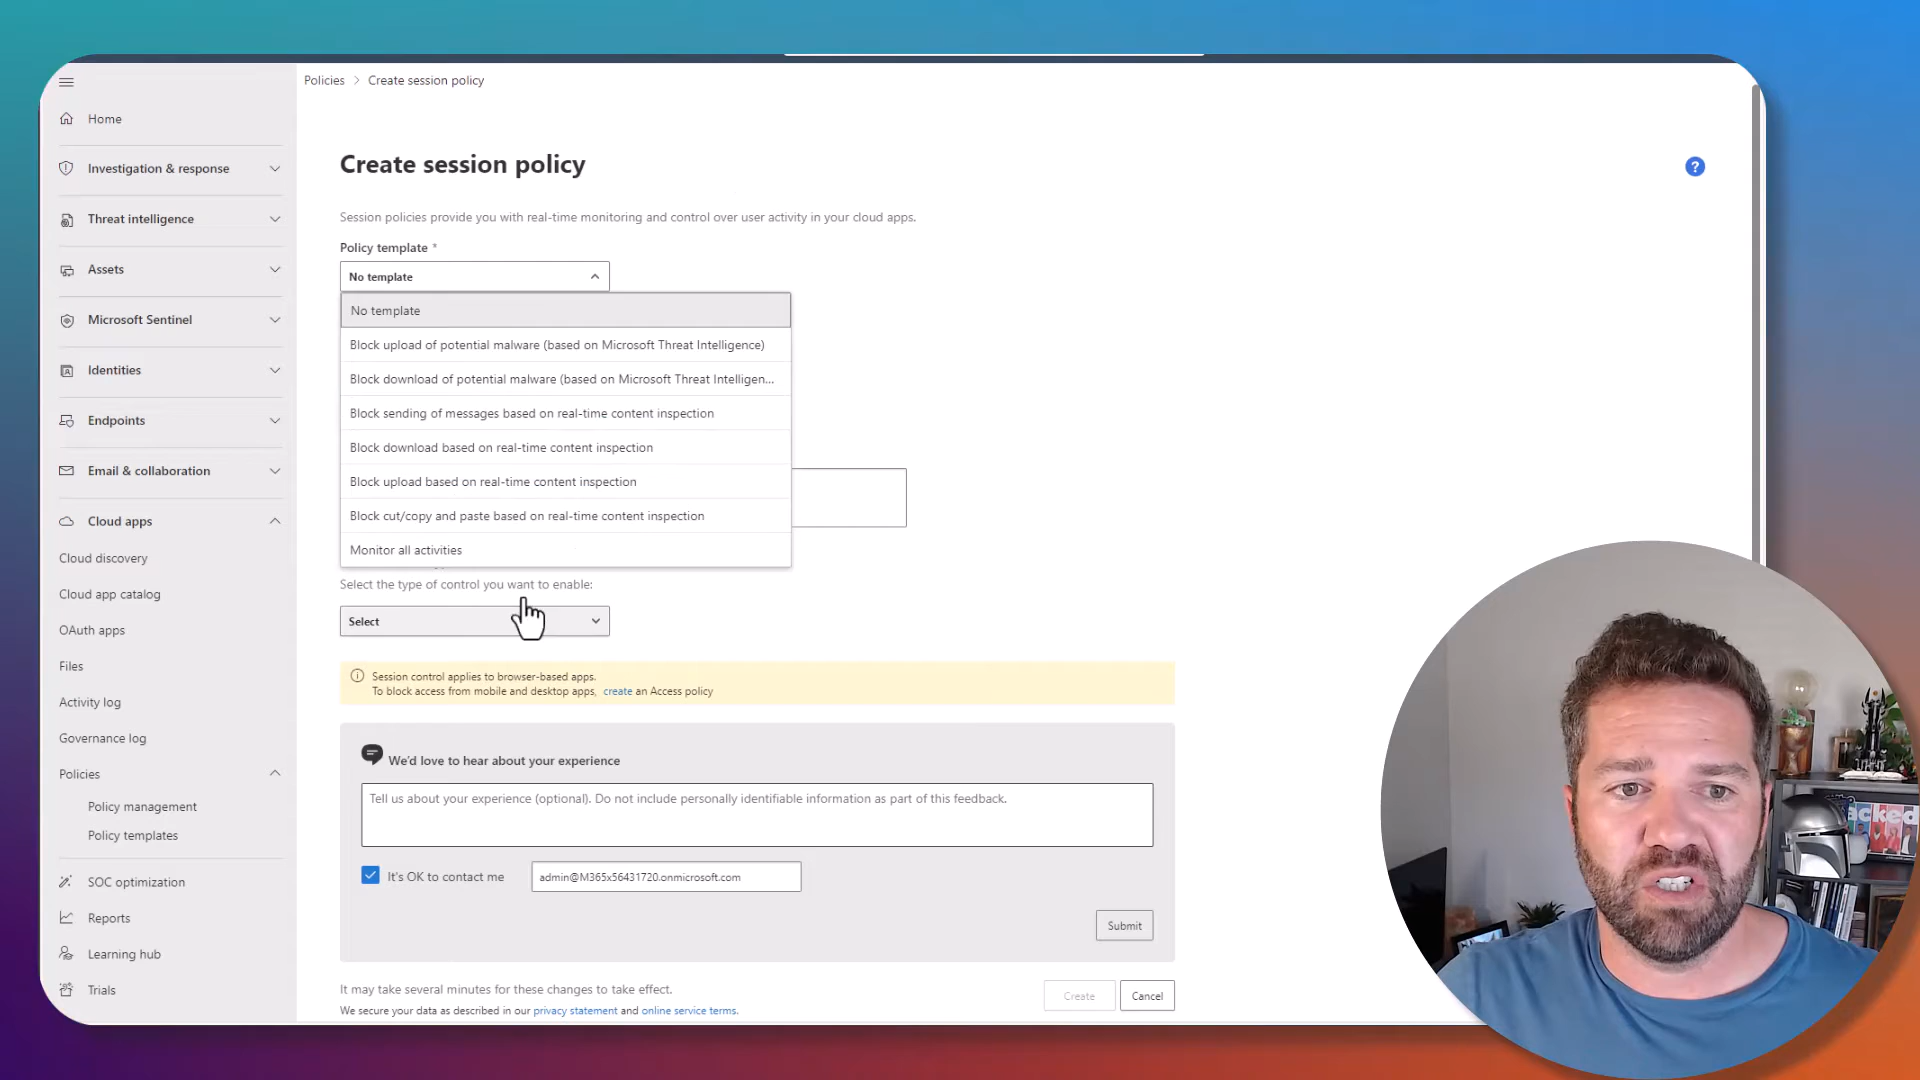 Policies > Create session policy
Home
Investigation & response
Threat intelligence
Assets
Microsoft Sentinel
Identities
Endpoints
Email & collaboration
Cloud apps
Cloud discovery
Cloud app catalog
OAuth apps
Files
Activity log
Governance log
Policies
Policy management
Policy templates
SOC optimization
Reports
Learning hub
Trials
Create session policy
?
Session policies provide you with real-time monitoring and control over user activity in your cloud apps.
Policy template *
No template
No template
Block upload of potential malware (based on Microsoft Threat Intelligence)
Block download of potential malware (based on Microsoft Threat Intelligen...
Block sending of messages based on real-time content inspection
Block download based on real-time content inspection
Block upload based on real-time content inspection
Block cut/copy and paste based on real-time content inspection
Monitor all activities
Select the type of control you want to enable:
Select
Session control applies to browser-based apps.
To block access from mobile and desktop apps, create an Access policy
We'd love to hear about your experience
Tell us about your experience (optional). Do not include personally identifiable information as part of this feedback.
It's OK to contact me
admin@M365x56431720.onmicrosoft.com
Submit
It may take several minutes for these changes to take effect.
Create
Cancel
We secure your data as described in our privacy statement and online service terms.